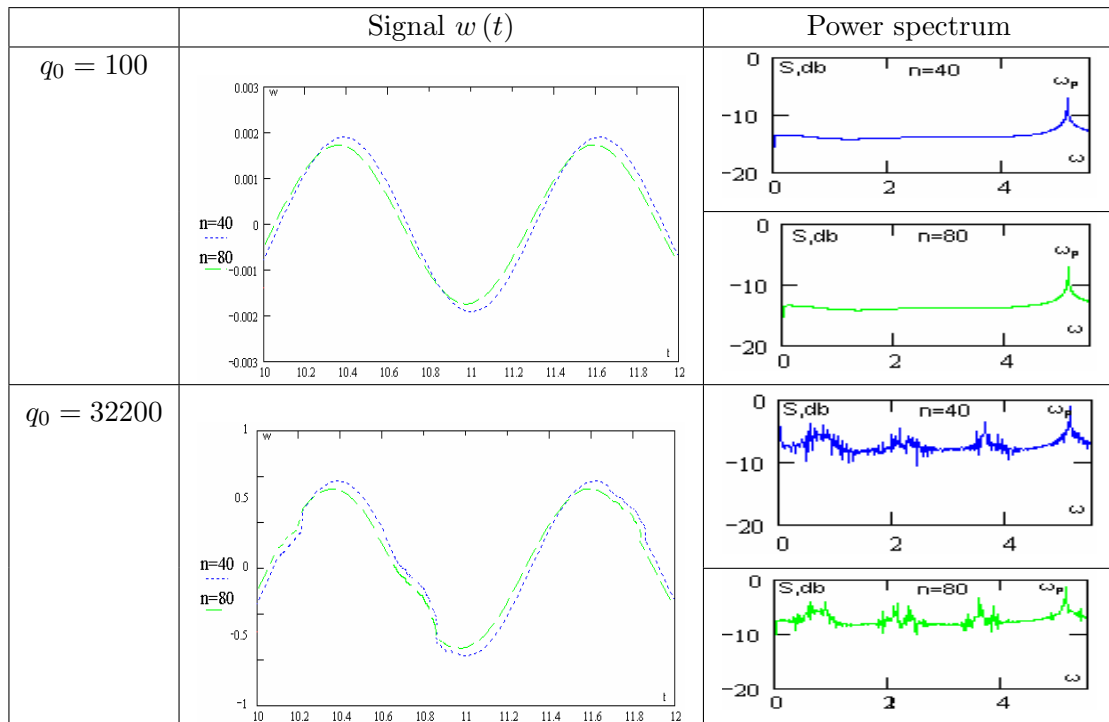 Signal w (t)
Power spectrum
q₀ = 100
w
0.003
0.002
0.001
0
-0.001
-0.002
-0.003
n=40
n=80
t
10 10.2 10.4 10.6 10.8 11 11.2 11.4 11.6 11.8 12
S,db n=40
ωₚ
ω
0
-10
-20
0 2 4
S,db n=80
ωₚ
ω
0
-10
-20
0 2 4
q₀ = 32200
w
1
0.5
0
-0.5
-1
n=40
n=80
t
10 10.2 10.4 10.6 10.8 11 11.2 11.4 11.6 11.8 12
S,db n=40
ωₚ
ω
0
-10
-20
0 2 4
S,db n=80
ωₚ
ω
0
-10
-20
0 2 4